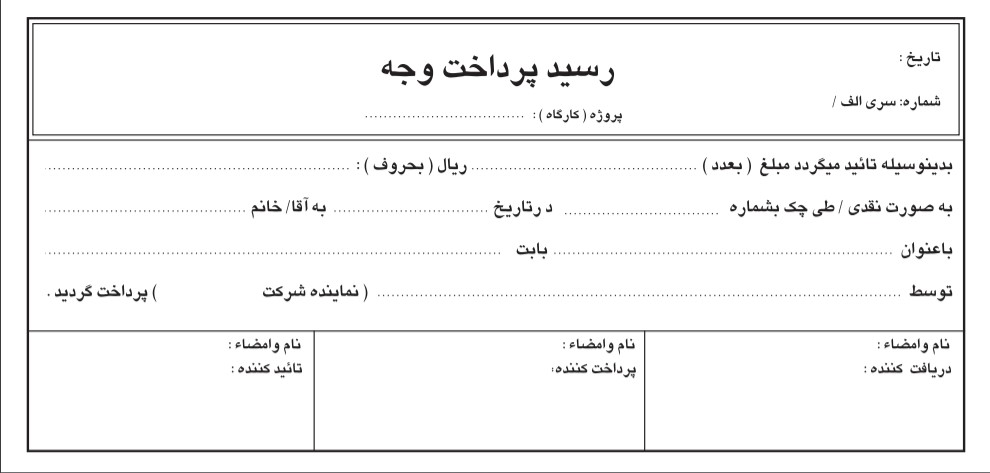 تاریخ :
رسید پرداخت وجه
شماره: سری الف /
پروژه ( کارگاه ) : ..................................
بدینوسیله تائید میگردد مبلغ ( بعدد ) ................................................ ریال ( بحروف ) : .................................................................
به صورت نقدی / طی چک بشماره ................................. درتاریخ ................................. به آقا/ خانم .....................................................
باعنوان ........................................................................ بابت .................................................................................................
توسط ................................................................................................................ ( نماینده شرکت ) پرداخت گردید .
نام وامضاء : نام وامضاء : نام وامضاء :
دریافت کننده : پرداخت کننده: تائید کننده :